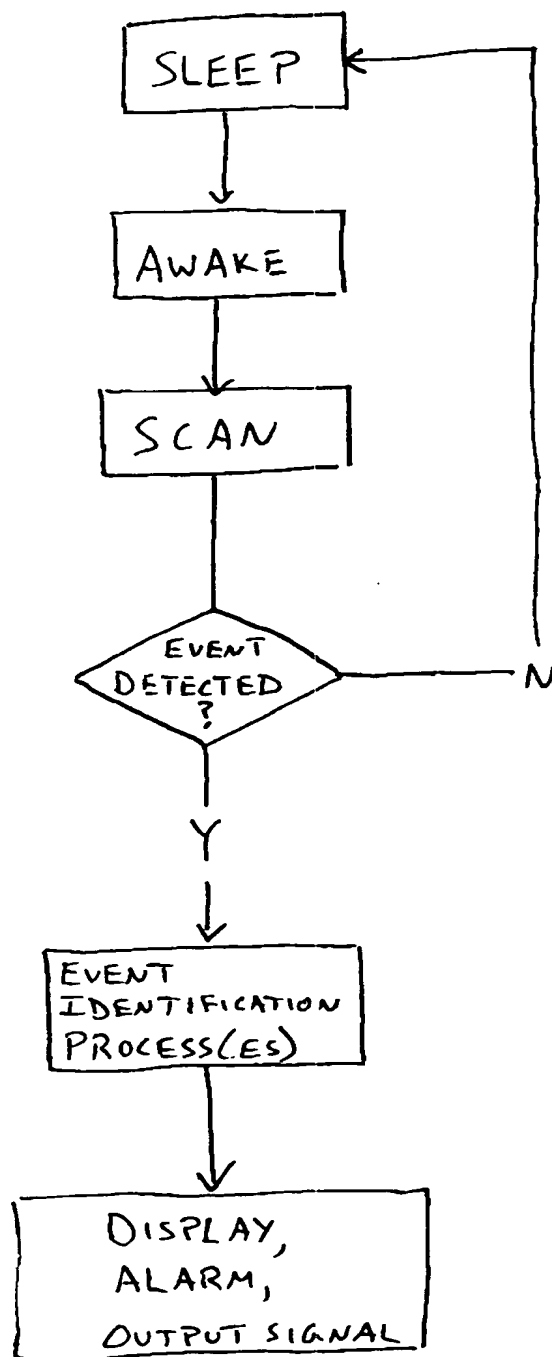 SLEEP
AWAKE
SCAN
EVENT
DETECTED
?
N
Y
EVENT
IDENTIFICATION
PROCESS(ES)
DISPLAY,
ALARM,
OUTPUT SIGNAL